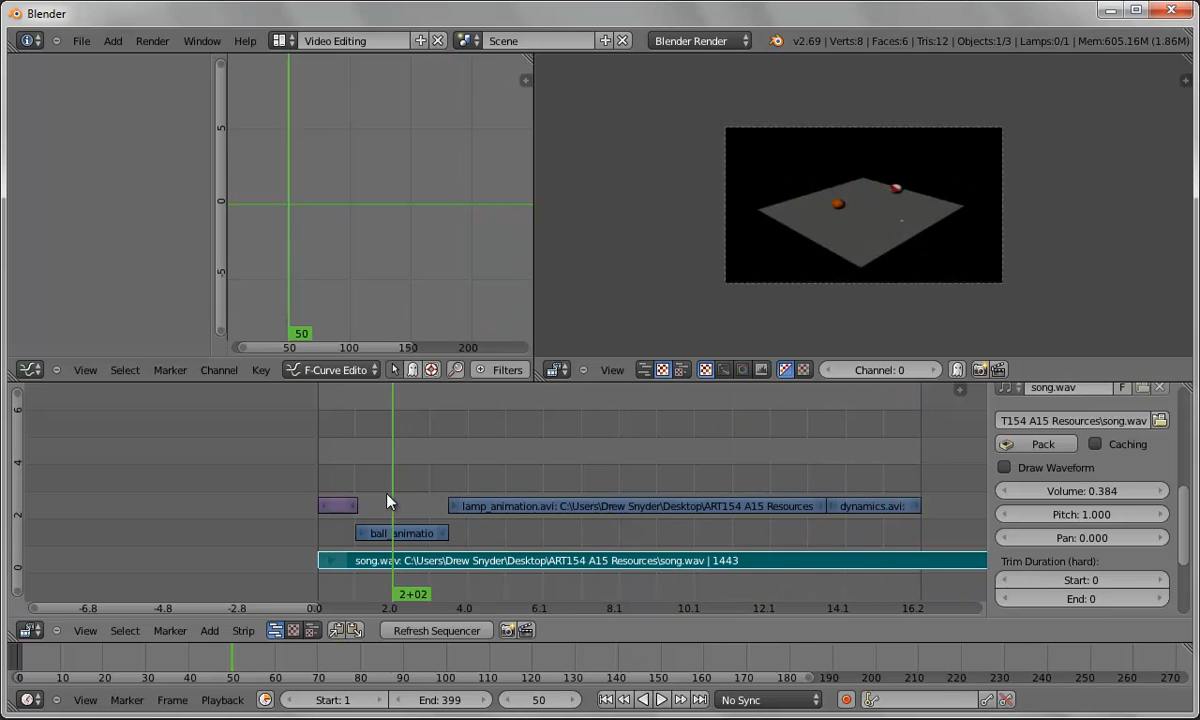 Blender
File Add Render Window Help Video Editing Scene Blender Render v2.69 | Verts:8 | Faces:6 | Tris:12 | Objects:1/3 | Lamps:0/1 | Mem:605.16M (1.86M)
5
0
-5
50
50 100 150 200
View Select Marker Channel Key F-Curve Edito Filters View Channel: 0
song.wav F
T154 A15 Resources\song.wav
Pack Caching
Draw Waveform
Volume: 0.384
Pitch: 1.000
Pan: 0.000
Trim Duration (hard):
Start: 0
End: 0
6
4
2
0
lamp_animation.avi: C:\Users\Drew Snyder\Desktop\ART154 A15 Resources dynamics.avi:
ball_animatio
song.wav: C:\Users\Drew Snyder\Desktop\ART154 A15 Resources\song.wav | 1443
2+02
-6.8 -4.8 -2.8 0.0 2.0 4.0 6.1 8.1 10.1 12.1 14.1 16.2
View Select Marker Add Strip Refresh Sequencer
0 10 20 30 40 50 60 70 80 90 100 110 120 130 140 150 160 170 180 190 200 210 220 230 240 250 260 270
View Marker Frame Playback Start: 1 End: 399 50 No Sync